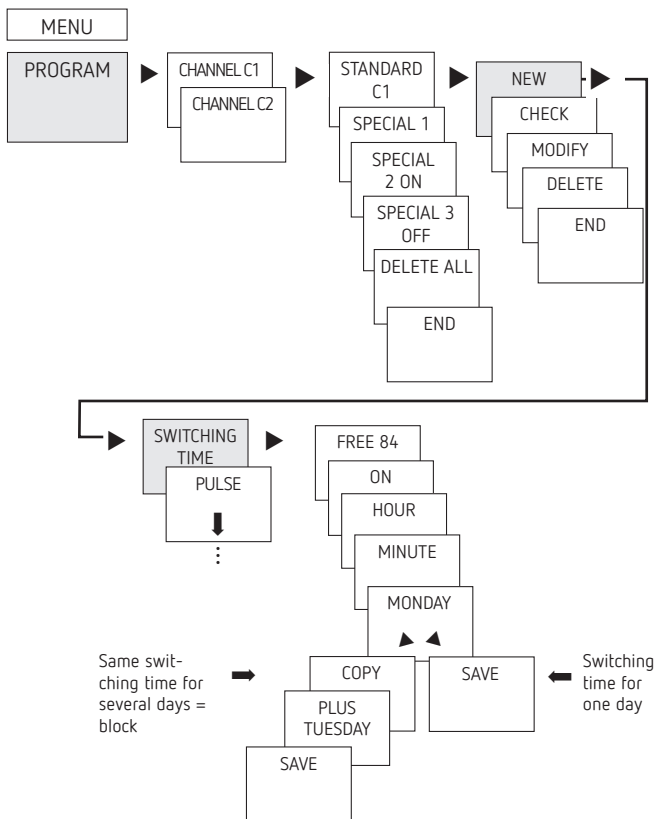 MENU
PROGRAM
CHANNEL C1
CHANNEL C2
STANDARD
C1
SPECIAL 1
SPECIAL
2 ON
SPECIAL 3
OFF
DELETE ALL
END
NEW
CHECK
MODIFY
DELETE
END
SWITCHING
TIME
PULSE
FREE 84
ON
HOUR
MINUTE
MONDAY
Same swit-
ching time for
several days =
block
COPY
PLUS
TUESDAY
SAVE
SAVE
Switching
time for
one day